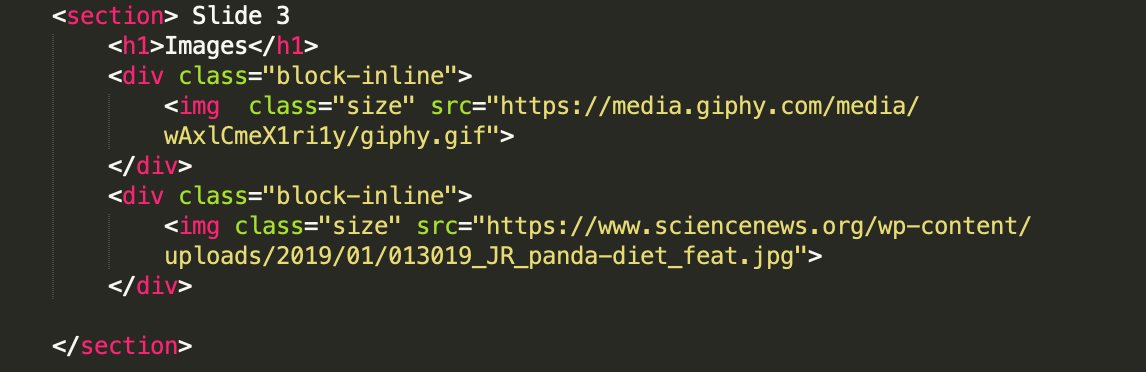 <section> Slide 3
<h1>Images</h1>
<div class="block-inline">
<img  class="size" src="https://media.giphy.com/media/
wAxlCmeX1ri1y/giphy.gif">
</div>
<div class="block-inline">
<img class="size" src="https://www.sciencenews.org/wp-content/
uploads/2019/01/013019_JR_panda-diet_feat.jpg">
</div>
</section>